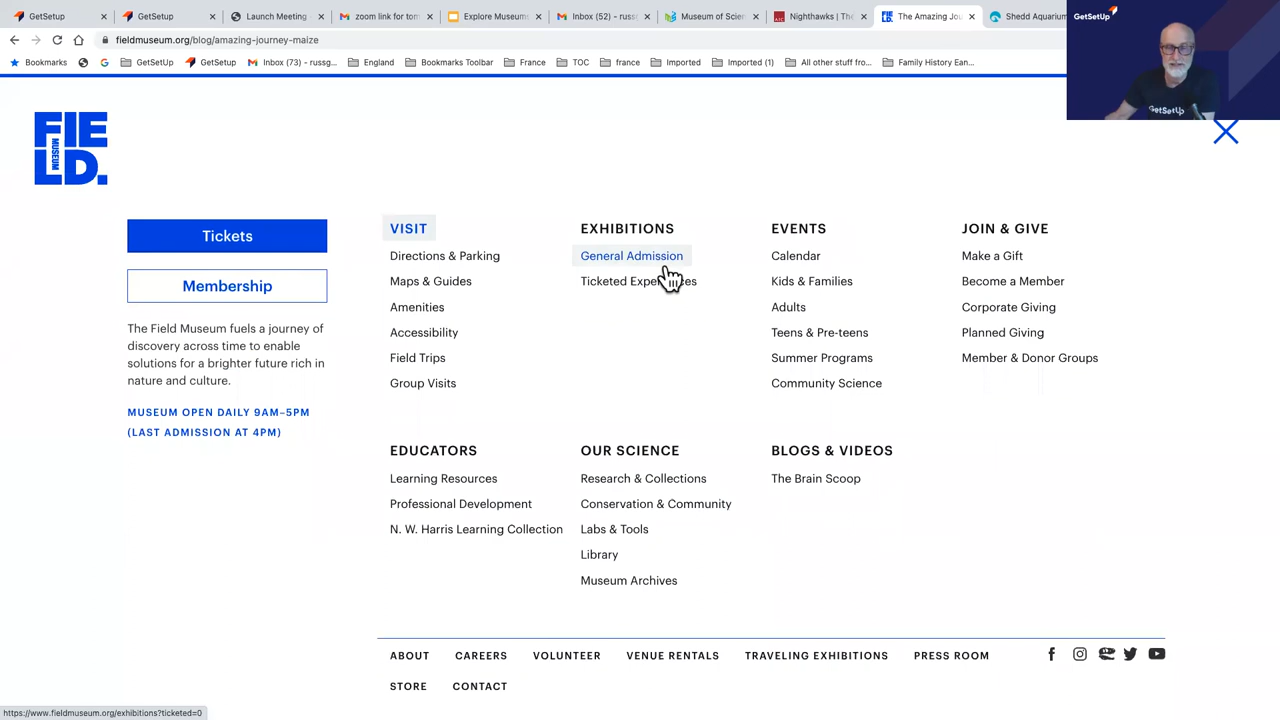 GetSetUp
GetSetUp
Launch Meeting -
zoom link for tom
Explore Museums
Inbox (52) - russg
Museum of Scien
Nighthawks | The
The Amazing Jou
Shedd Aquarium
GetSetUp
fieldmuseum.org/blog/amazing-journey-maize
Bookmarks
GetSetUp
GetSetup
Inbox (73) - russg...
England
Bookmarks Toolbar
France
TOC
france
Imported
Imported (1)
All other stuff fro...
Family History Ean...
GetSetUp
FIELD.
MUSEUM
Tickets
Membership
The Field Museum fuels a journey of
discovery across time to enable
solutions for a brighter future rich in
nature and culture.
MUSEUM OPEN DAILY 9AM–5PM
(LAST ADMISSION AT 4PM)
VISIT
Directions & Parking
Maps & Guides
Amenities
Accessibility
Field Trips
Group Visits
EXHIBITIONS
General Admission
Ticketed
EVENTS
Calendar
Kids & Families
Adults
Teens & Pre-teens
Summer Programs
Community Science
JOIN & GIVE
Make a Gift
Become a Member
Corporate Giving
Planned Giving
Member & Donor Groups
EDUCATORS
Learning Resources
Professional Development
N. W. Harris Learning Collection
OUR SCIENCE
Research & Collections
Conservation & Community
Labs & Tools
Library
Museum Archives
BLOGS & VIDEOS
The Brain Scoop
ABOUT
CAREERS
VOLUNTEER
VENUE RENTALS
TRAVELING EXHIBITIONS
PRESS ROOM
STORE
CONTACT
https://www.fieldmuseum.org/exhibitions?ticketed=0